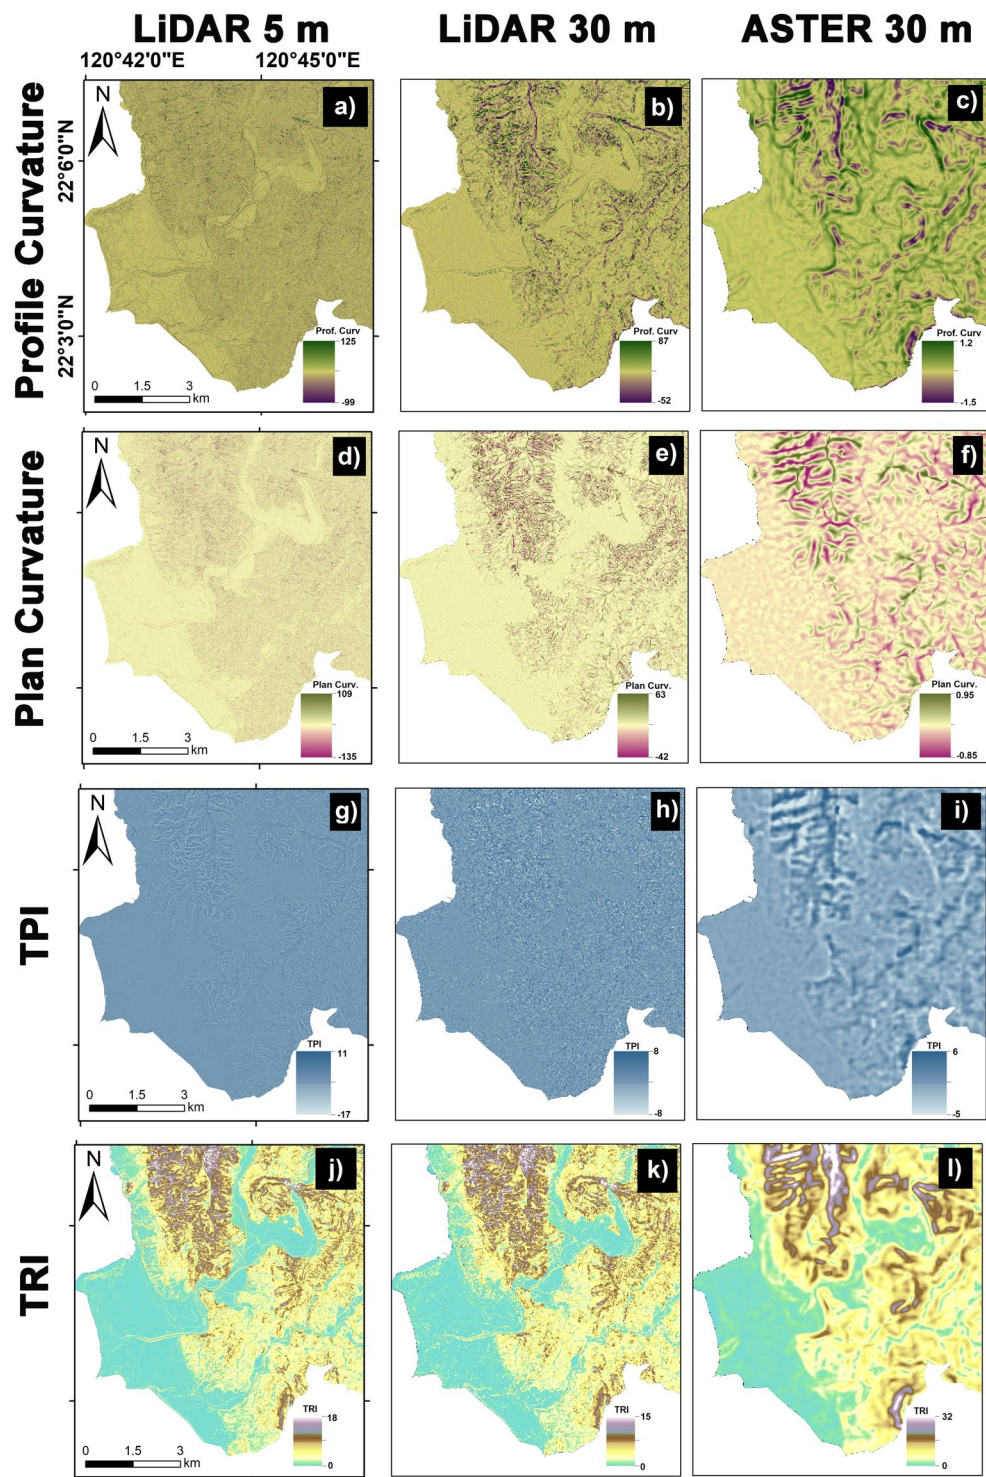 LiDAR 5 m LiDAR 30 m ASTER 30 m
120°42'0"E 120°45'0"E
Profile Curvature
22°6'0"N
22°3'0"N
N
a)
Prof. Curv
125
-99
0 1.5 3
km
b)
Prof. Curv
87
-52
c)
Prof. Curv
1.2
-1.5
Plan Curvature
N
d)
Plan Curv.
109
-135
0 1.5 3
km
e)
Plan Curv.
63
-42
f)
Plan Curv.
0.95
-0.85
TPI
N
g)
TPI
11
-17
0 1.5 3
km
h)
TPI
8
-8
i)
TPI
6
-5
TRI
N
j)
TRI
18
0
0 1.5 3
km
k)
TRI
15
0
l)
TRI
32
0